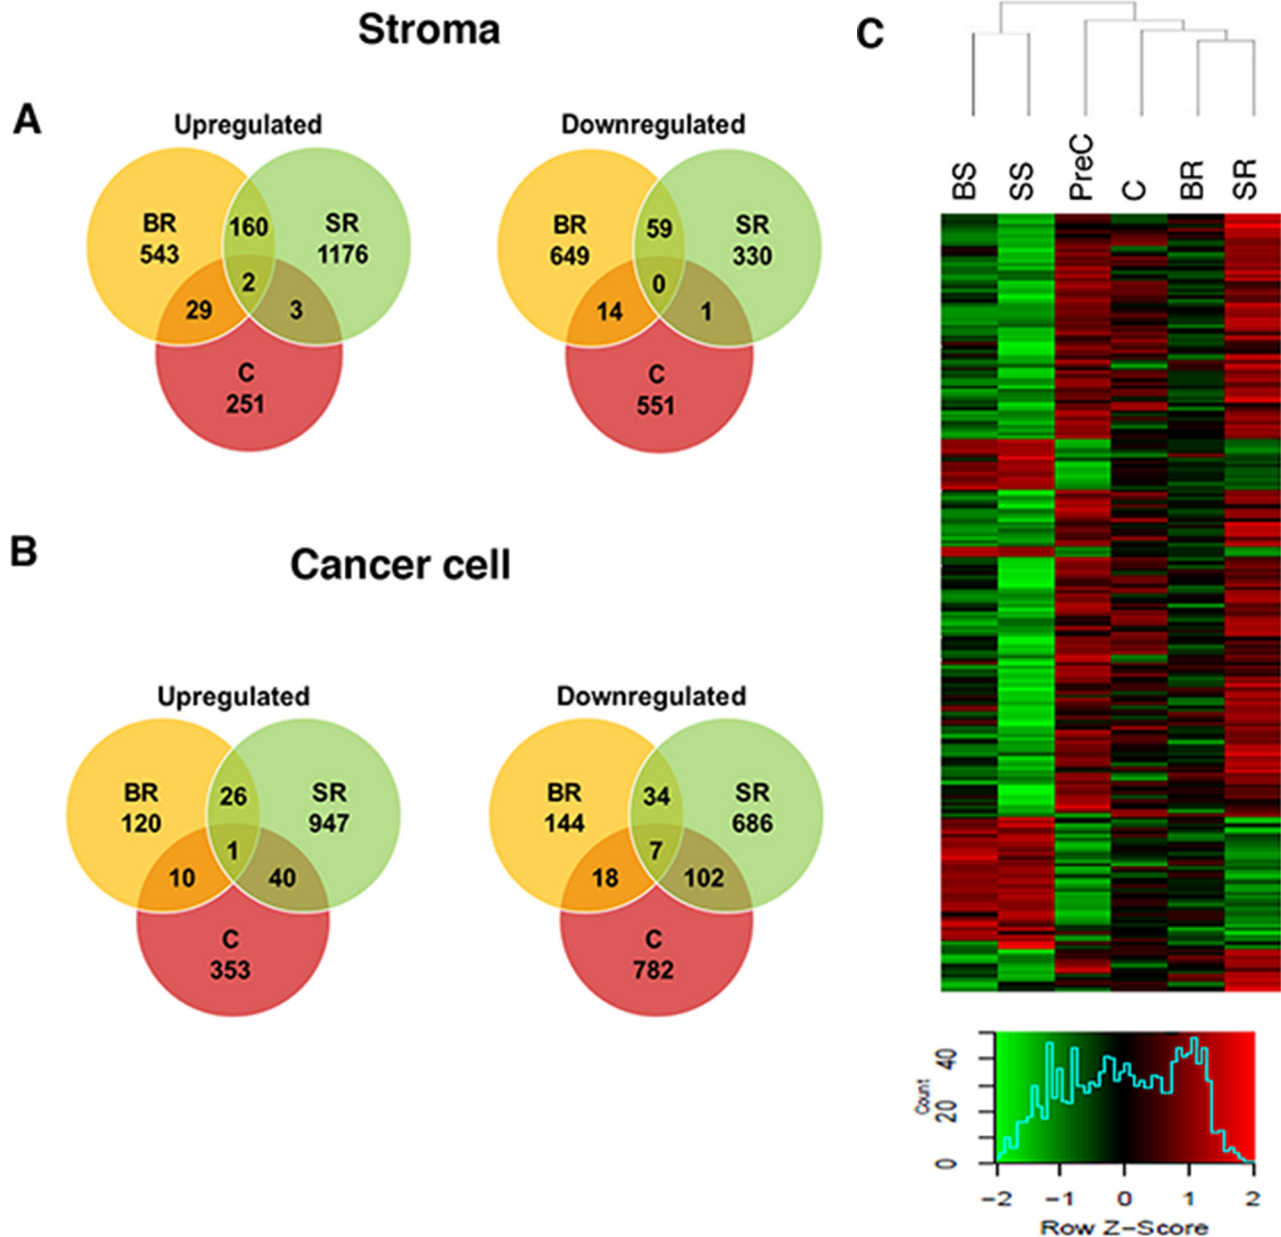 Stroma
A
Upregulated
BR
543
160
SR
1176
2
29
3
C
251
Downregulated
BR
649
59
SR
330
0
14
1
C
551
B
Cancer cell
Upregulated
BR
120
26
SR
947
1
10
40
C
353
Downregulated
BR
144
34
SR
686
7
18
102
C
782
C
BS
SS
PreC
C
BR
SR
Count
0
20
40
-2
-1
0
1
2
Row Z-Score